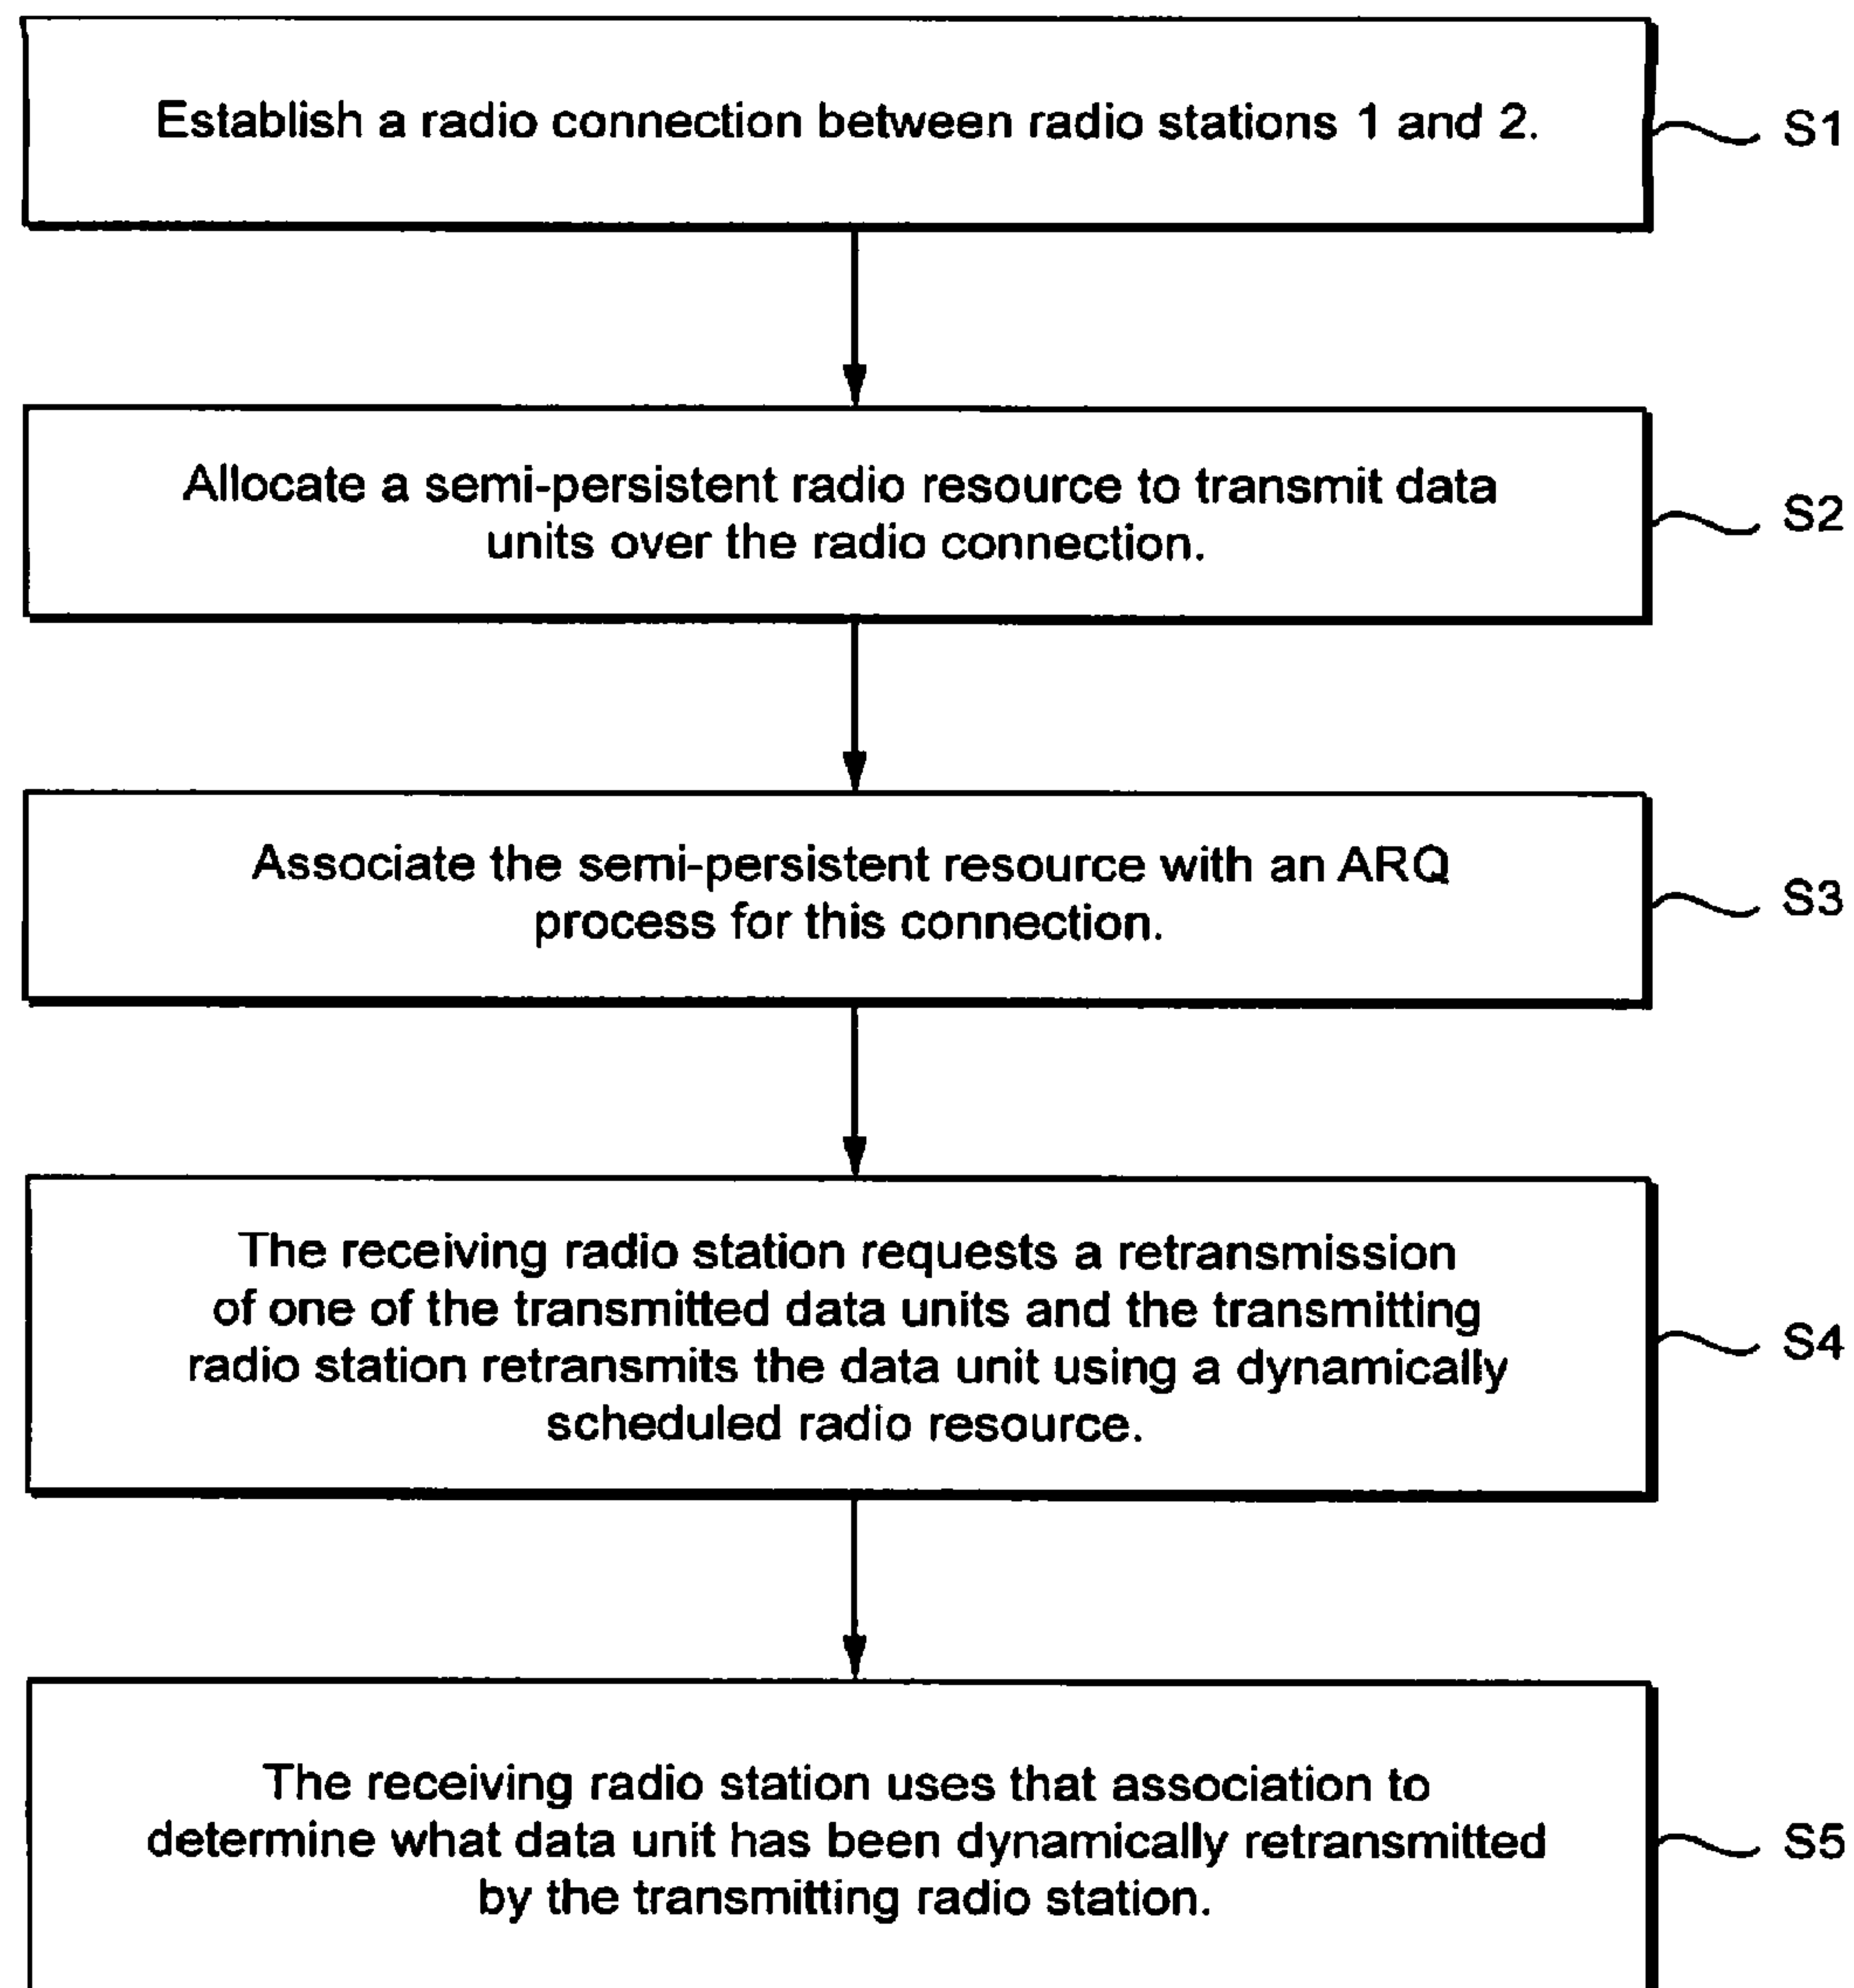 Establish a radio connection between radio stations 1 and 2.
S1
Allocate a semi-persistent radio resource to transmit data
units over the radio connection.
S2
Associate the semi-persistent resource with an ARQ
process for this connection.
S3
The receiving radio station requests a retransmission
of one of the transmitted data units and the transmitting
radio station retransmits the data unit using a dynamically
scheduled radio resource.
S4
The receiving radio station uses that association to
determine what data unit has been dynamically retransmitted
by the transmitting radio station.
S5